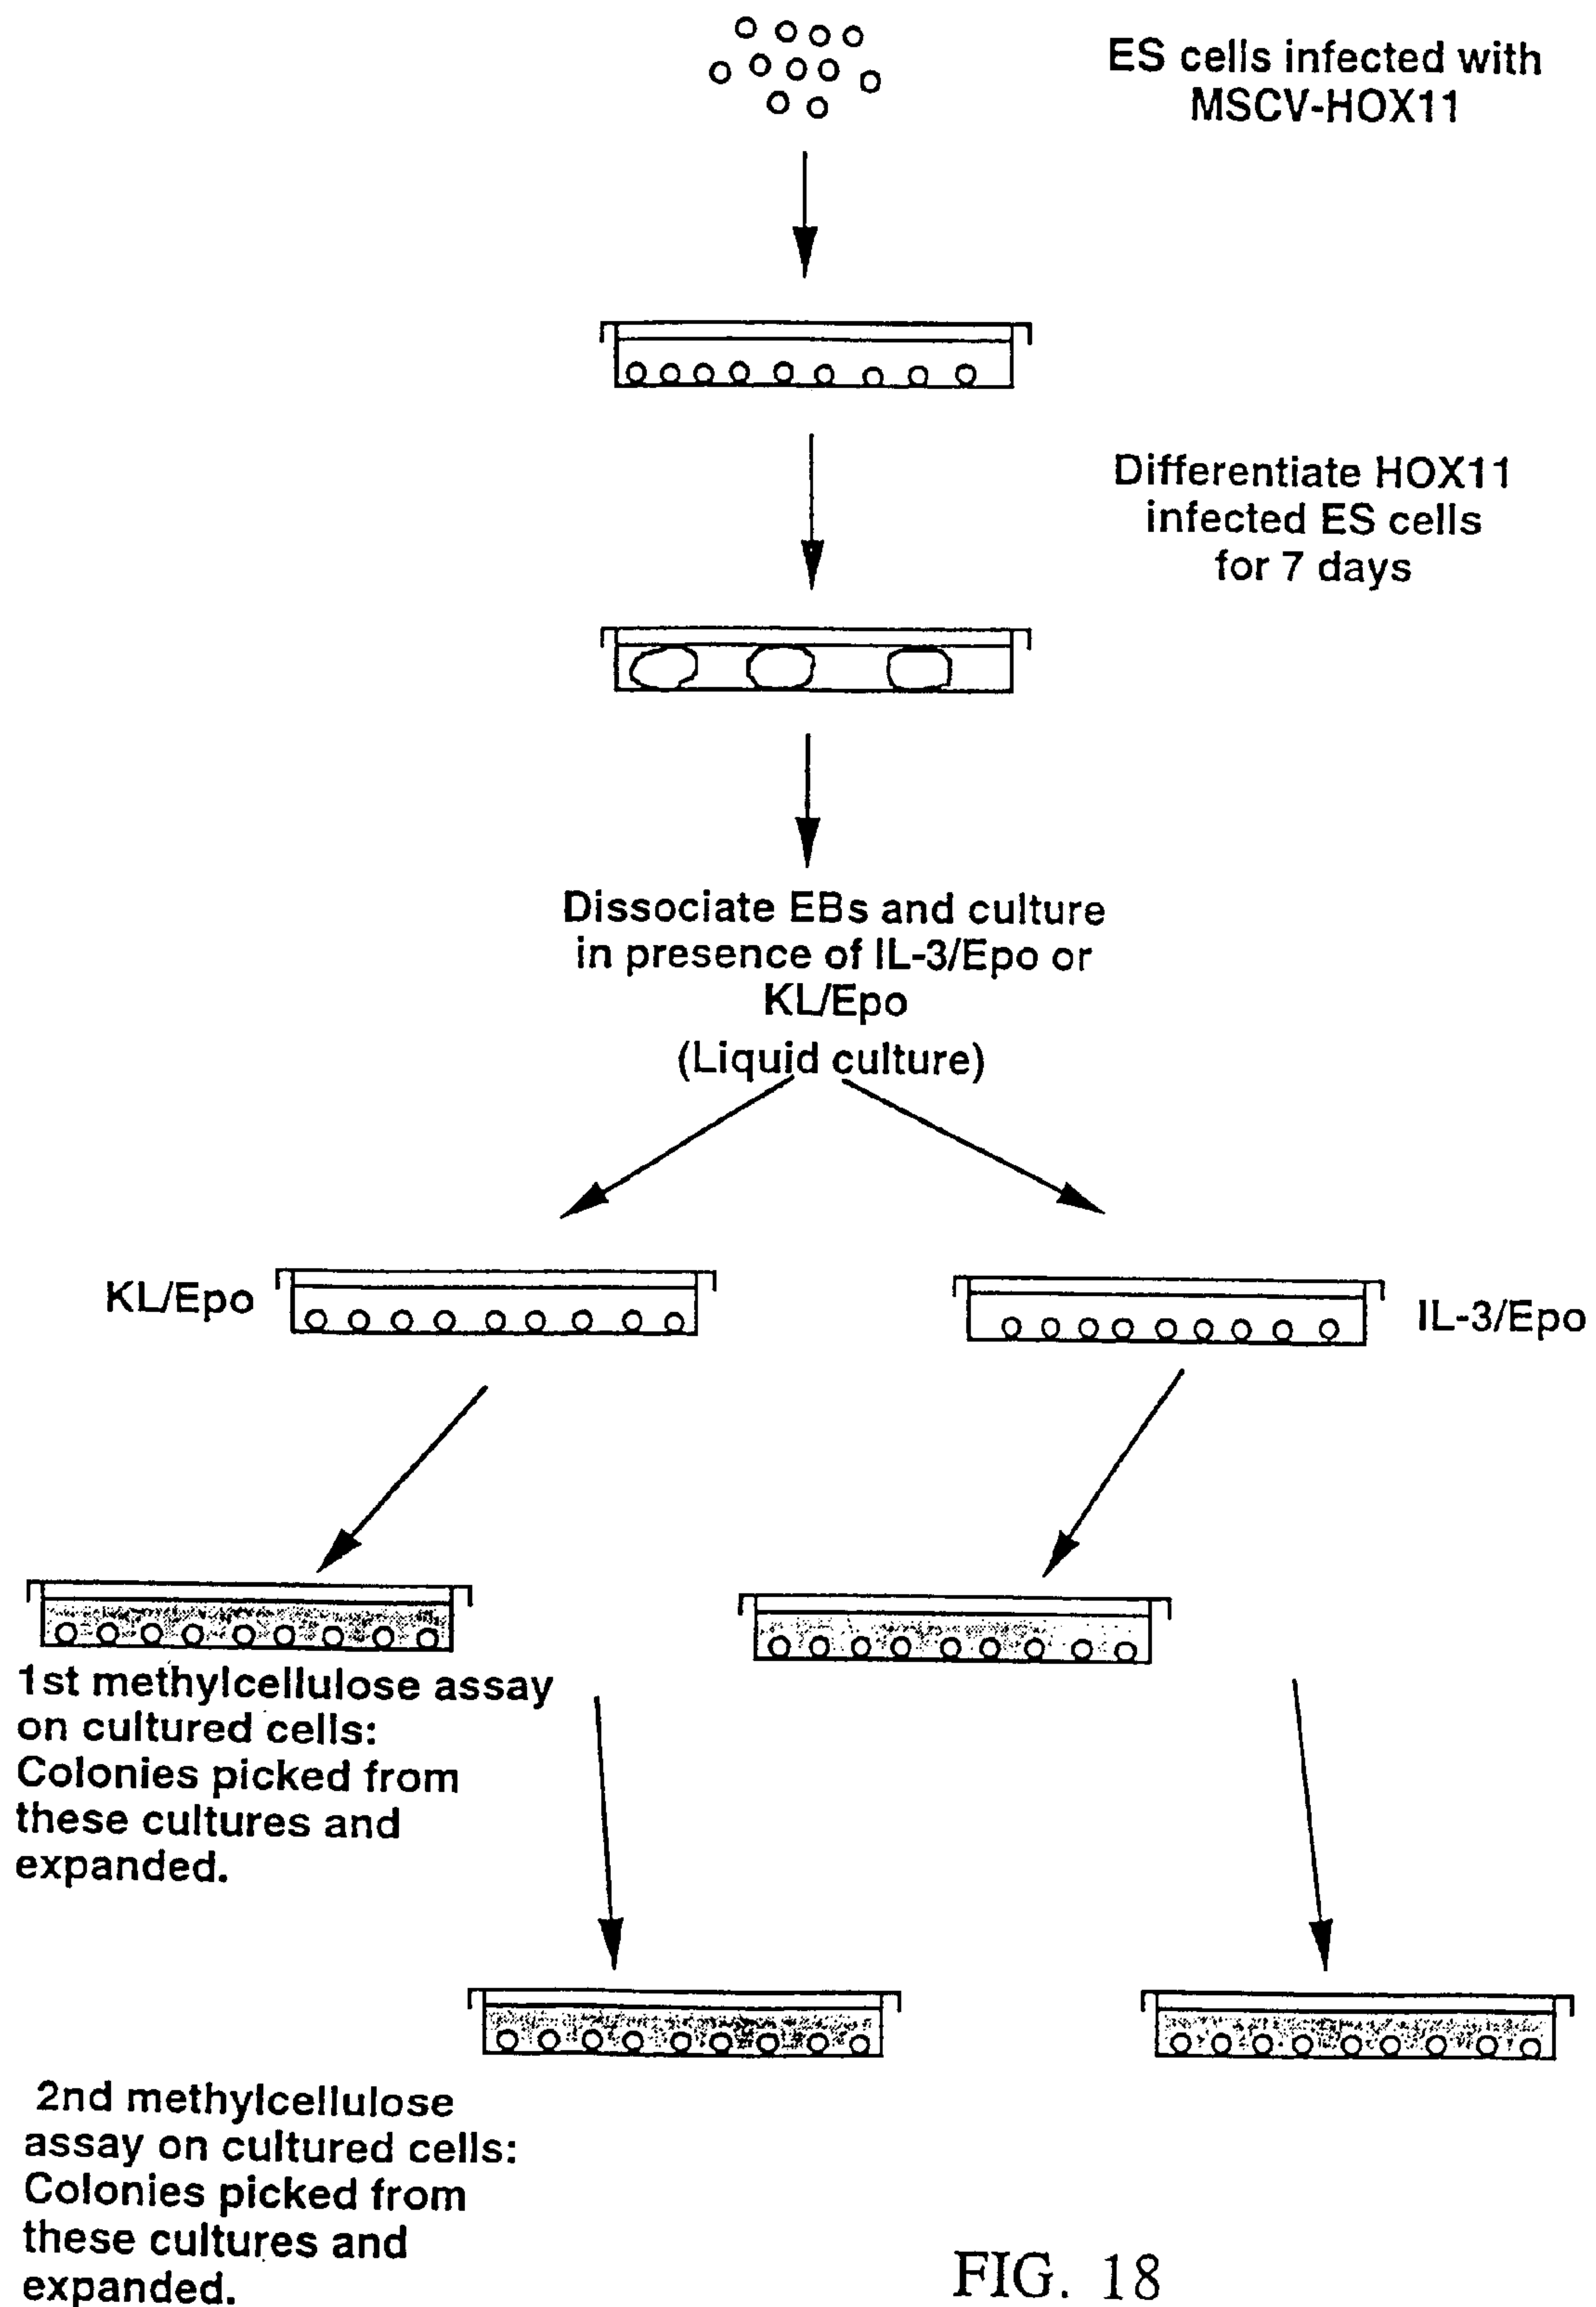 ES cells infected with
MSCV-HOX11
Differentiate HOX11
infected ES cells
for 7 days
Dissociate EBs and culture
in presence of IL-3/Epo or
KL/Epo
(Liquid culture)
KL/Epo
IL-3/Epo
1st methylcellulose assay
on cultured cells:
Colonies picked from
these cultures and
expanded.
2nd methylcellulose
assay on cultured cells:
Colonies picked from
these cultures and
expanded.
FIG. 18